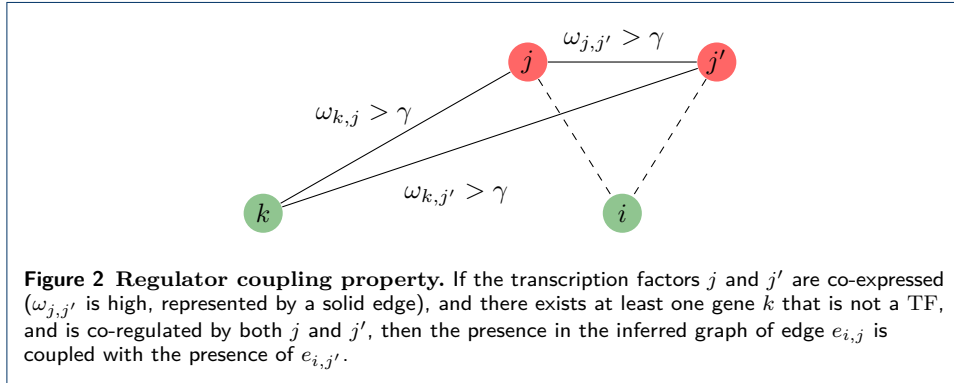 ω_{j,j′} > γ
j j′
ω_{k,j} > γ
ω_{k,j′} > γ
k i
Figure 2 Regulator coupling property. If the transcription factors j and j′ are co-expressed
(ω_{j,j′} is high, represented by a solid edge), and there exists at least one gene k that is not a TF,
and is co-regulated by both j and j′, then the presence in the inferred graph of edge e_{i,j} is
coupled with the presence of e_{i,j′}.